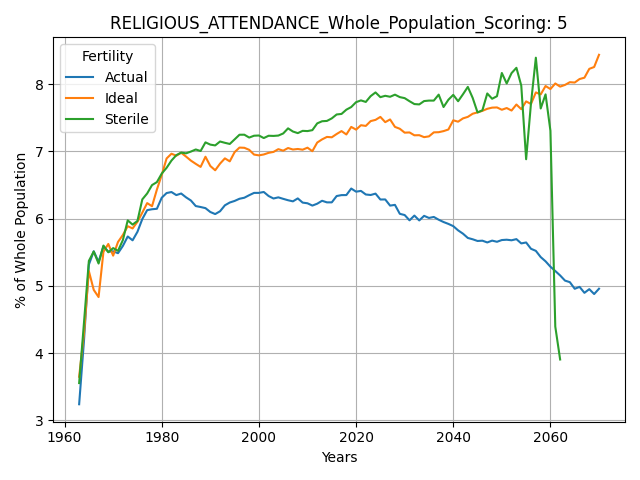 RELIGIOUS_ATTENDANCE_Whole_Population_Scoring: 5
Fertility
Actual
Ideal
Sterile
% of Whole Population
8
7
6
5
4
3
1960
1980
2000
2020
2040
2060
Years